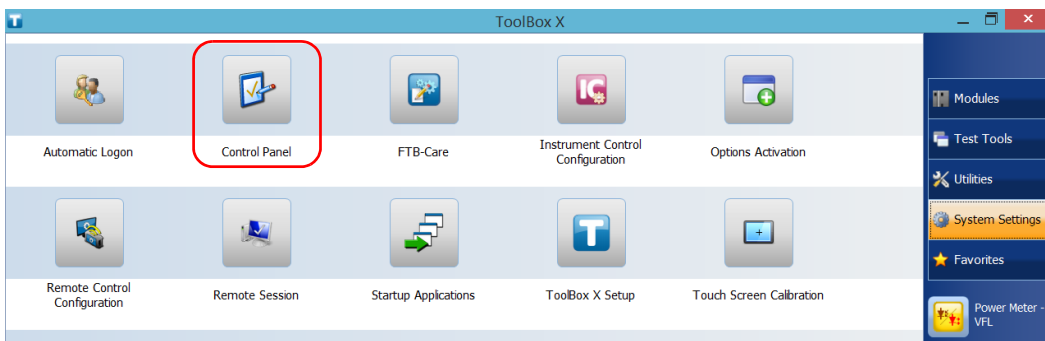 ToolBox X
Automatic Logon
Control Panel
FTB-Care
Instrument Control
Configuration
Options Activation
Remote Control
Configuration
Remote Session
Startup Applications
ToolBox X Setup
Touch Screen Calibration
Modules
Test Tools
Utilities
System Settings
Favorites
Power Meter -
VFL